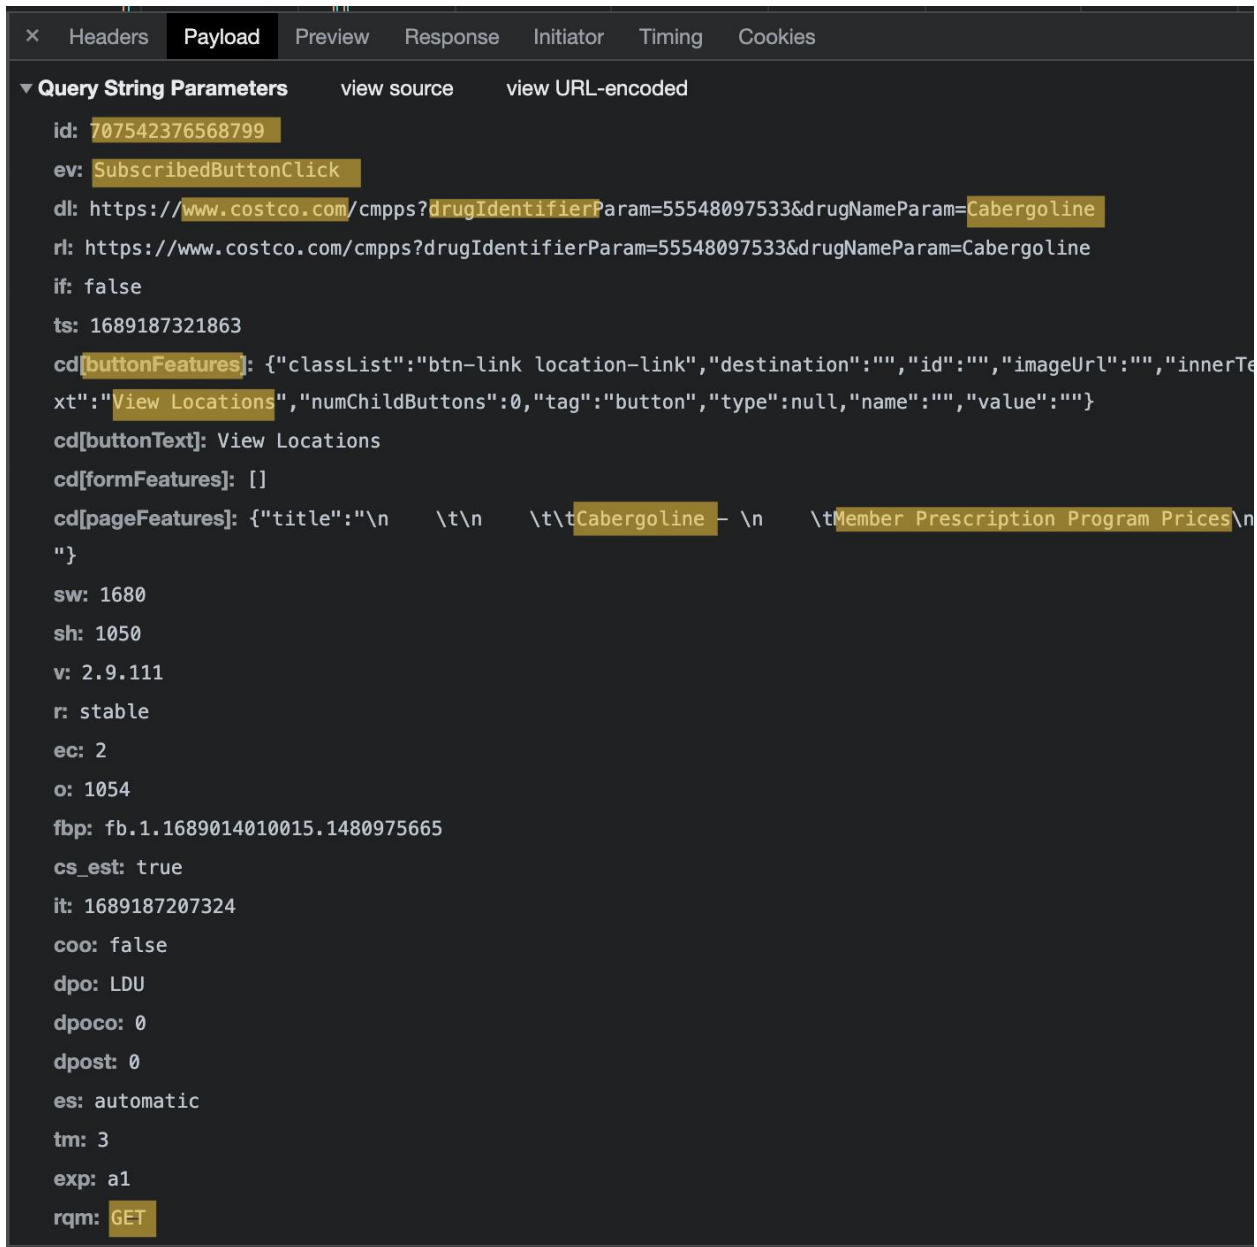 × Headers Payload Preview Response Initiator Timing Cookies
▼ Query String Parameters view source view URL-encoded
id: 707542376568799
ev: SubscribedButtonClick
dl: https://www.costco.com/cmpps?drugIdentifierParam=55548097533&drugNameParam=Cabergoline
rl: https://www.costco.com/cmpps?drugIdentifierParam=55548097533&drugNameParam=Cabergoline
if: false
ts: 1689187321863
cd[buttonFeatures]: {"classList":"btn-link location-link","destination":"","id":"","imageUrl":"","innerTe
xt":"View Locations","numChildButtons":0,"tag":"button","type":null,"name":"","value":""}
cd[buttonText]: View Locations
cd[formFeatures]: []
cd[pageFeatures]: {"title":"\n    \t\n    \t\tCabergoline – \n    \tMember Prescription Program Prices\n
"}
sw: 1680
sh: 1050
v: 2.9.111
r: stable
ec: 2
o: 1054
fbp: fb.1.1689014010015.1480975665
cs_est: true
it: 1689187207324
coo: false
dpo: LDU
dpoco: 0
dpost: 0
es: automatic
tm: 3
exp: a1
rqm: GET